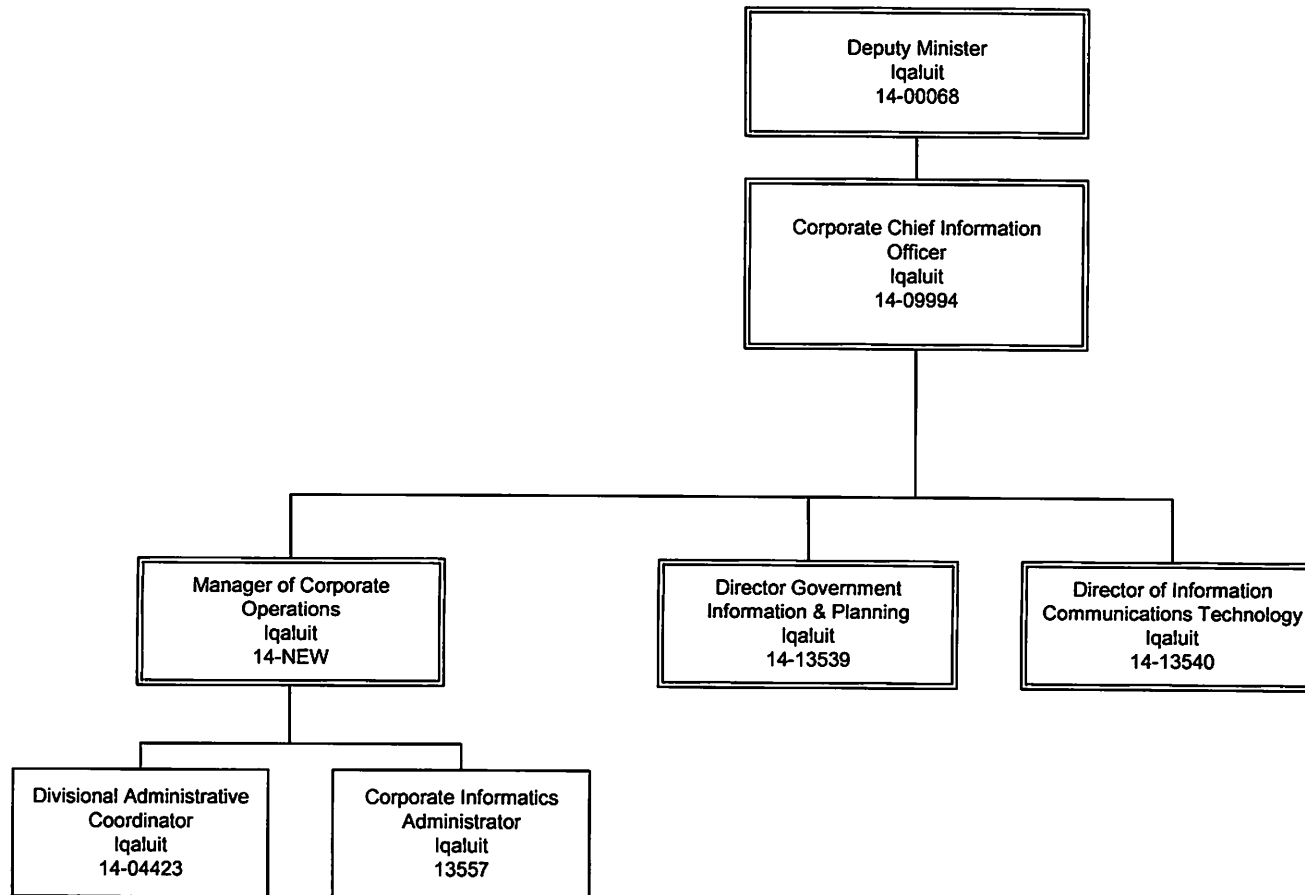 Deputy Minister
Iqaluit
14-00068
Corporate Chief Information
Officer
Iqaluit
14-09994
Manager of Corporate
Operations
Iqaluit
14-NEW
Director Government
Information & Planning
Iqaluit
14-13539
Director of Information
Communications Technology
Iqaluit
14-13540
Divisional Administrative
Coordinator
Iqaluit
14-04423
Corporate Informatics
Administrator
Iqaluit
13557